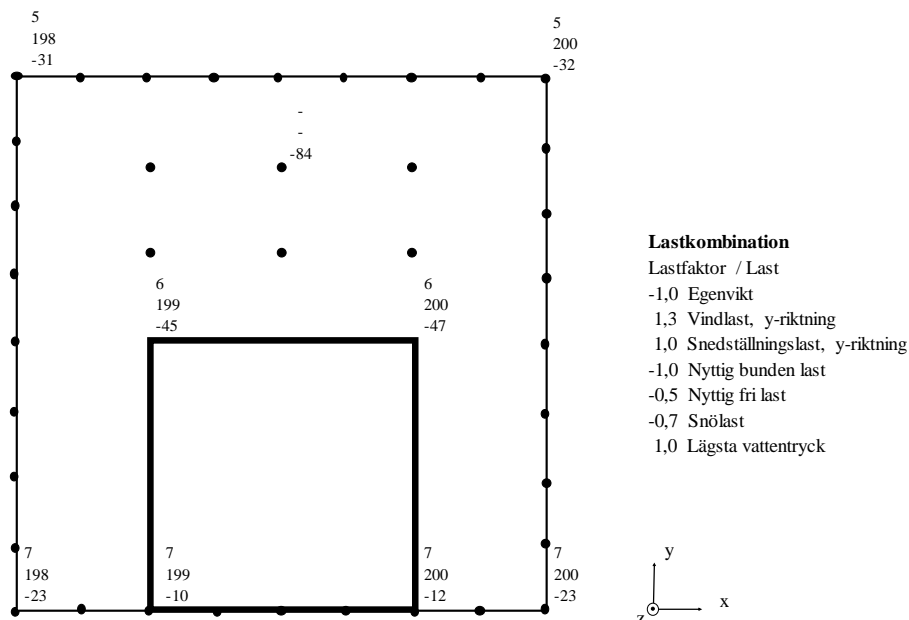 5
198
-31
5
200
-32
-
-
-84
6
199
-45
6
200
-47
Lastkombination
Lastfaktor / Last
-1,0 Egenvikt
1,3 Vindlast, y-riktning
1,0 Snedställningslast, y-riktning
-1,0 Nyttig bunden last
-0,5 Nyttig fri last
-0,7 Snölast
1,0 Lägsta vattentryck
7
198
-23
7
199
-10
7
200
-12
7
200
-23
y
x
z